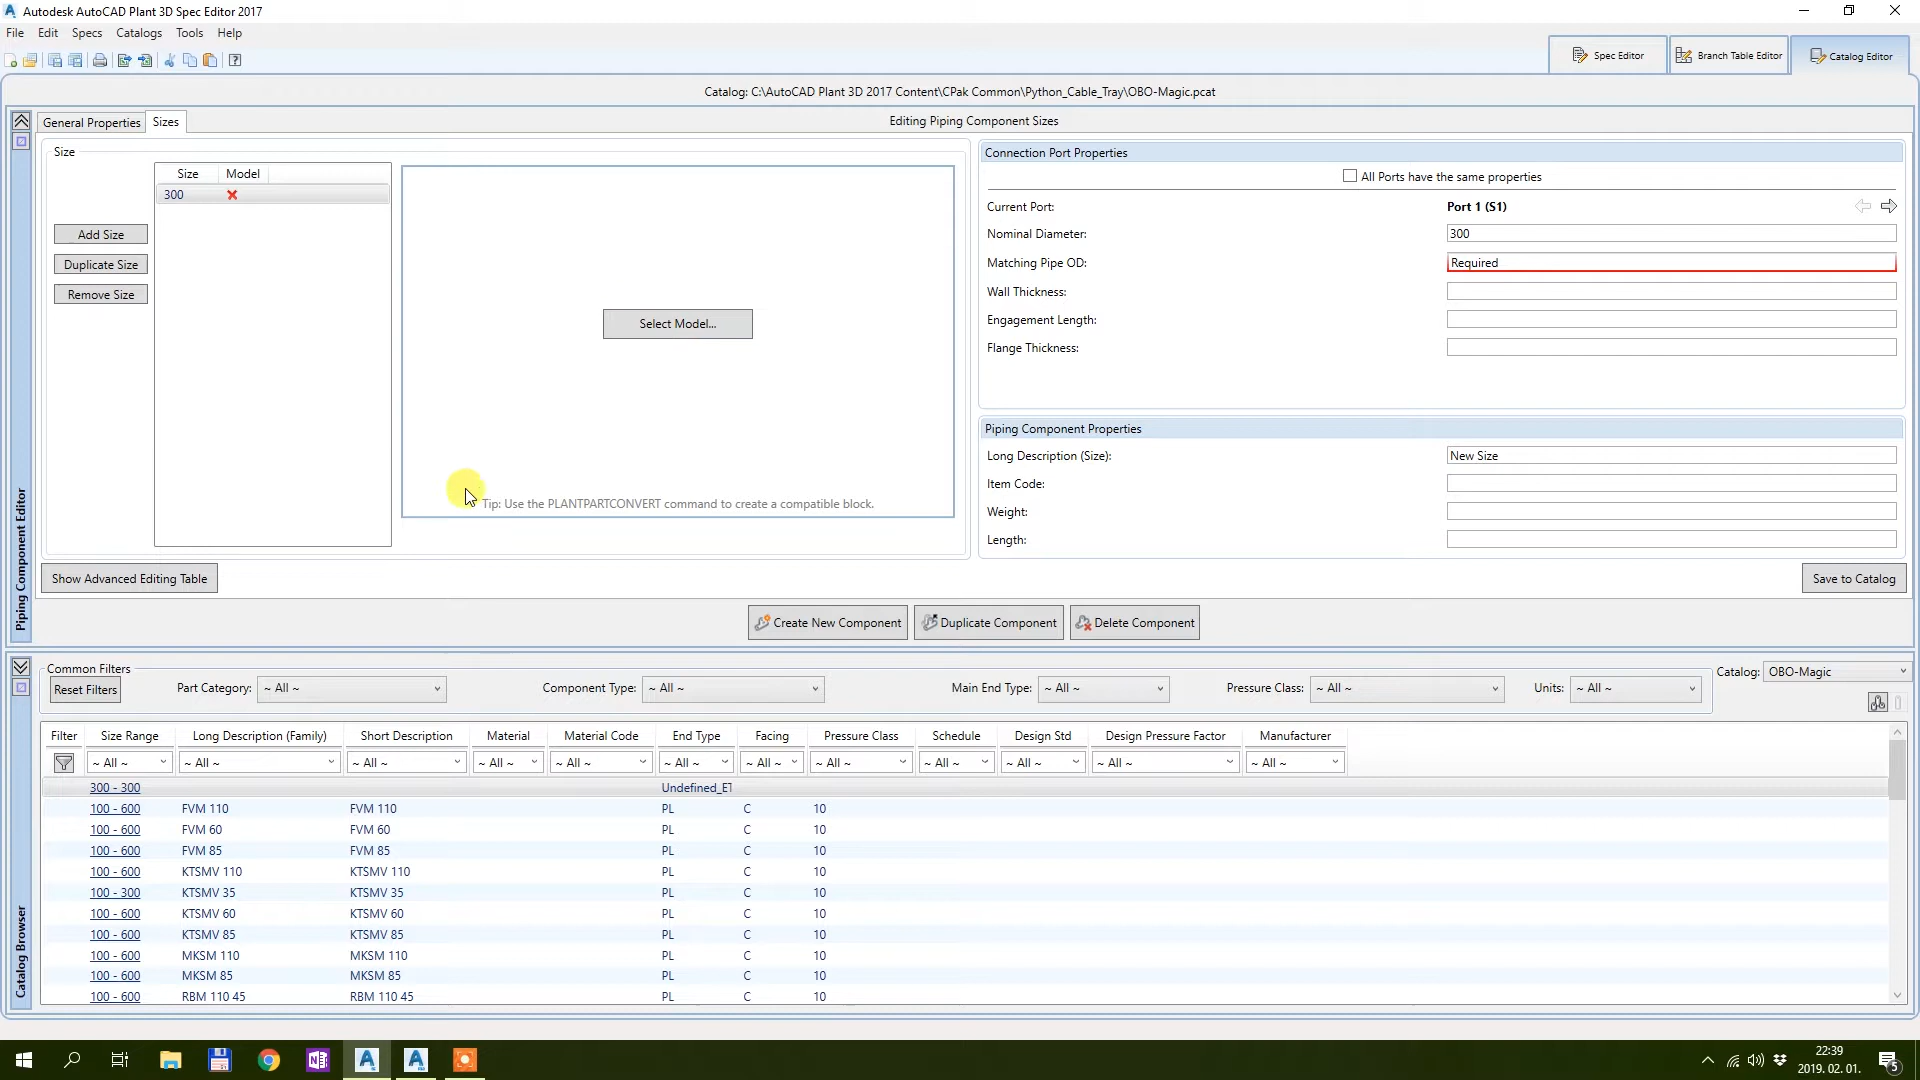 Autodesk AutoCAD Plant 3D Spec Editor 2017
File Edit Specs Catalogs Tools Help
Spec Editor Branch Table Editor Catalog Editor
Catalog: C:\AutoCAD Plant 3D 2017 Content\CPak Common\Python_Cable_Tray\OBO-Magic.pcat
General Properties Sizes
Editing Piping Component Sizes
Size
Size Model
300
Add Size
Duplicate Size
Remove Size
Select Model...
Tip: Use the PLANTPARTCONVERT command to create a compatible block.
Connection Port Properties
All Ports have the same properties
Current Port: Port 1 (S1)
Nominal Diameter: 300
Matching Pipe OD: Required
Wall Thickness:
Engagement Length:
Flange Thickness:
Piping Component Properties
Long Description (Size): New Size
Item Code:
Weight:
Length:
Show Advanced Editing Table
Save to Catalog
Piping Component Editor
Create New Component Duplicate Component Delete Component
Common Filters
Reset Filters Part Category: ~ All ~ Component Type: ~ All ~ Main End Type: ~ All ~ Pressure Class: ~ All ~ Units: ~ All ~
Catalog: OBO-Magic
Filter Size Range Long Description (Family) Short Description Material Material Code End Type Facing Pressure Class Schedule Design Std Design Pressure Factor Manufacturer
~ All ~ ~ All ~ ~ All ~ ~ All ~ ~ All ~ ~ All ~ ~ All ~ ~ All ~ ~ All ~ ~ All ~ ~ All ~ ~ All ~
300 - 300 Undefined_ET
100 - 600 FVM 110 FVM 110 PL C 10
100 - 600 FVM 60 FVM 60 PL C 10
100 - 600 FVM 85 FVM 85 PL C 10
100 - 600 KTSMV 110 KTSMV 110 PL C 10
100 - 300 KTSMV 35 KTSMV 35 PL C 10
100 - 600 KTSMV 60 KTSMV 60 PL C 10
100 - 600 KTSMV 85 KTSMV 85 PL C 10
100 - 600 MKSM 110 MKSM 110 PL C 10
100 - 600 MKSM 85 MKSM 85 PL C 10
100 - 600 RBM 110 45 RBM 110 45 PL C 10
Catalog Browser
22:39
2019. 02. 01.
5